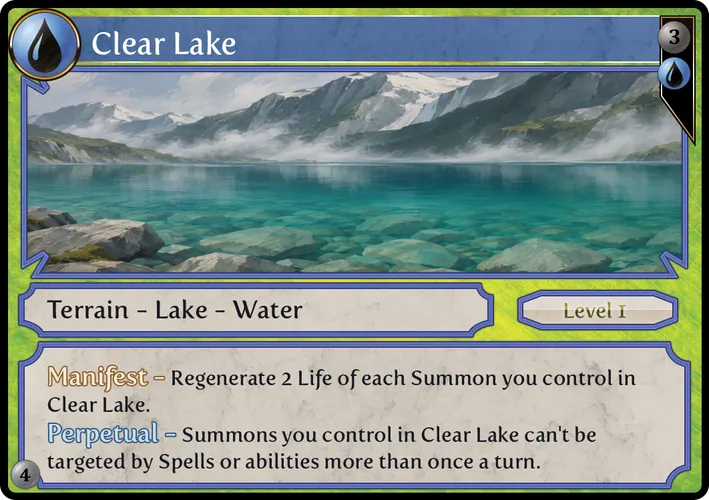 Clear Lake
3
Terrain - Lake - Water
Level 1
Manifest - Regenerate 2 Life of each Summon you control in
Clear Lake.
Perpetual - Summons you control in Clear Lake can't be
targeted by Spells or abilities more than once a turn.
4